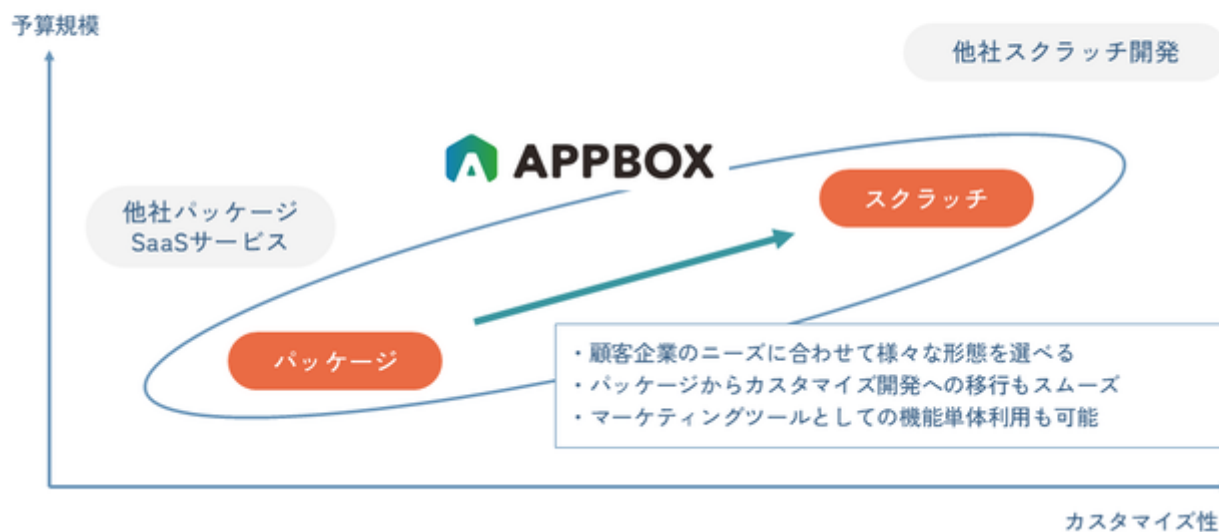 予算規模
他社スクラッチ開発
APPBOX
スクラッチ
他社パッケージ
SaaSサービス
パッケージ
・顧客企業のニーズに合わせて様々な形態を選べる
・パッケージからカスタマイズ開発への移行もスムーズ
・マーケティングツールとしての機能単体利用も可能
カスタマイズ性